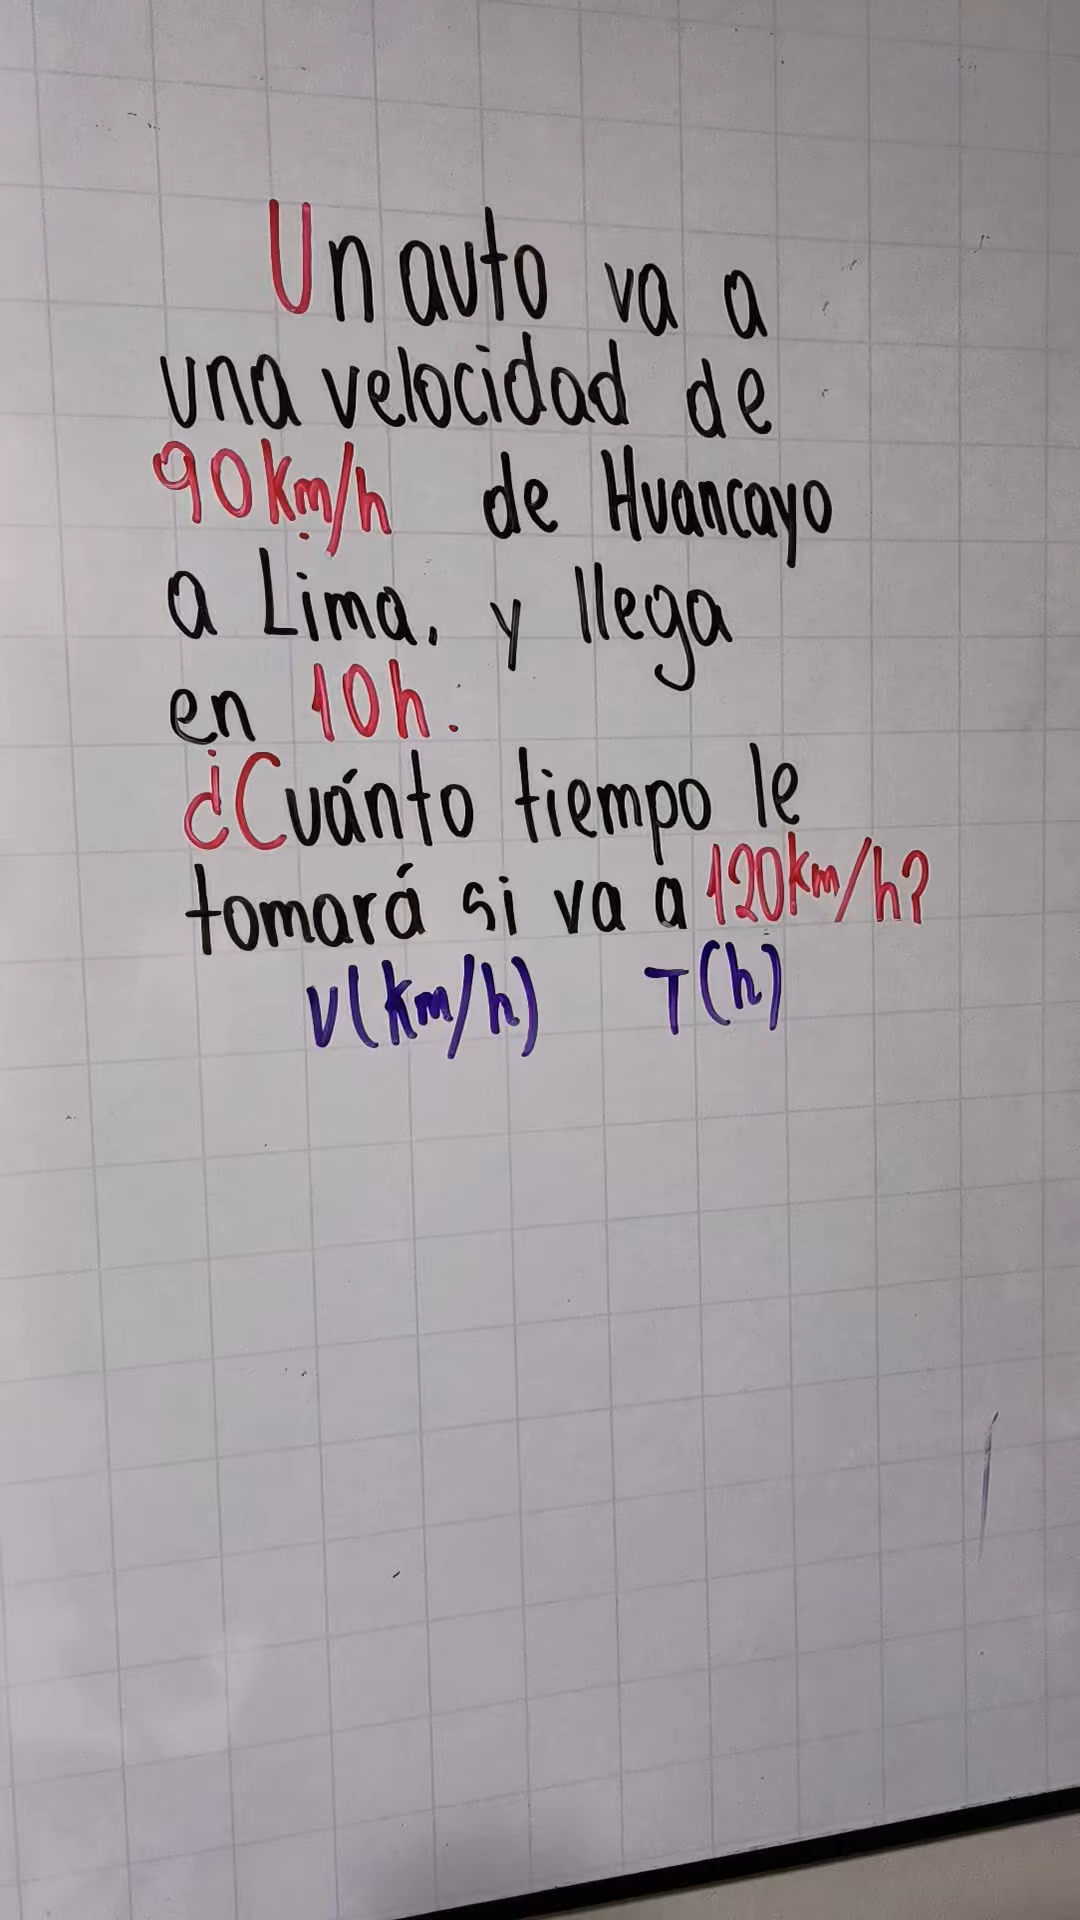 Un auto va a
una velocidad de
90km/h de Huancayo
a Lima. y llega
en 10h.
¿Cuánto tiempo le
tomará si va a 120km/h?
V(km/h) T(h)